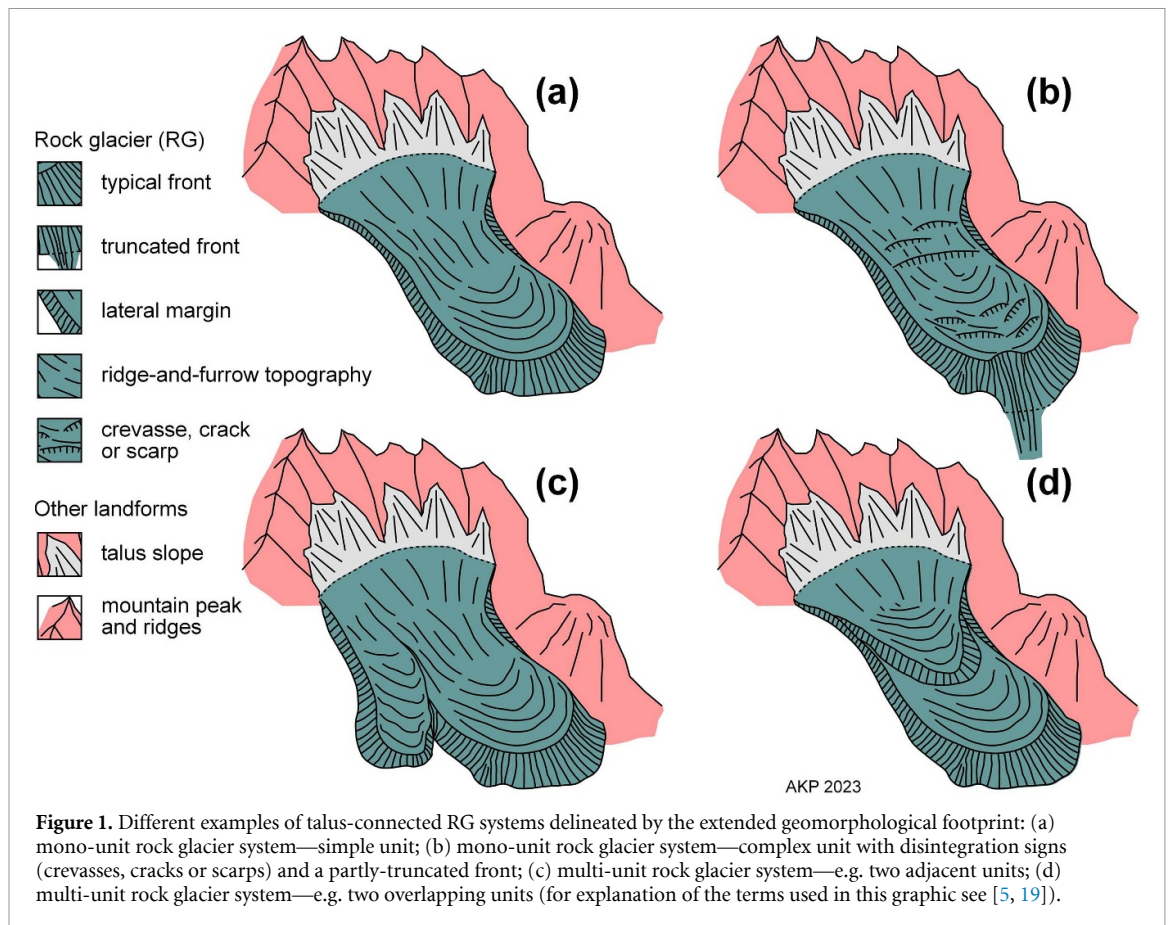 (a)
(b)
Rock glacier (RG)
typical front
truncated front
lateral margin
ridge-and-furrow topography
crevasse, crack
or scarp
(c)
(d)
Other landforms
talus slope
mountain peak
and ridges
AKP 2023
Figure 1. Different examples of talus-connected RG systems delineated by the extended geomorphological footprint: (a)
mono-unit rock glacier system—simple unit; (b) mono-unit rock glacier system—complex unit with disintegration signs
(crevasses, cracks or scarps) and a partly-truncated front; (c) multi-unit rock glacier system—e.g. two adjacent units; (d)
multi-unit rock glacier system—e.g. two overlapping units (for explanation of the terms used in this graphic see [5, 19]).